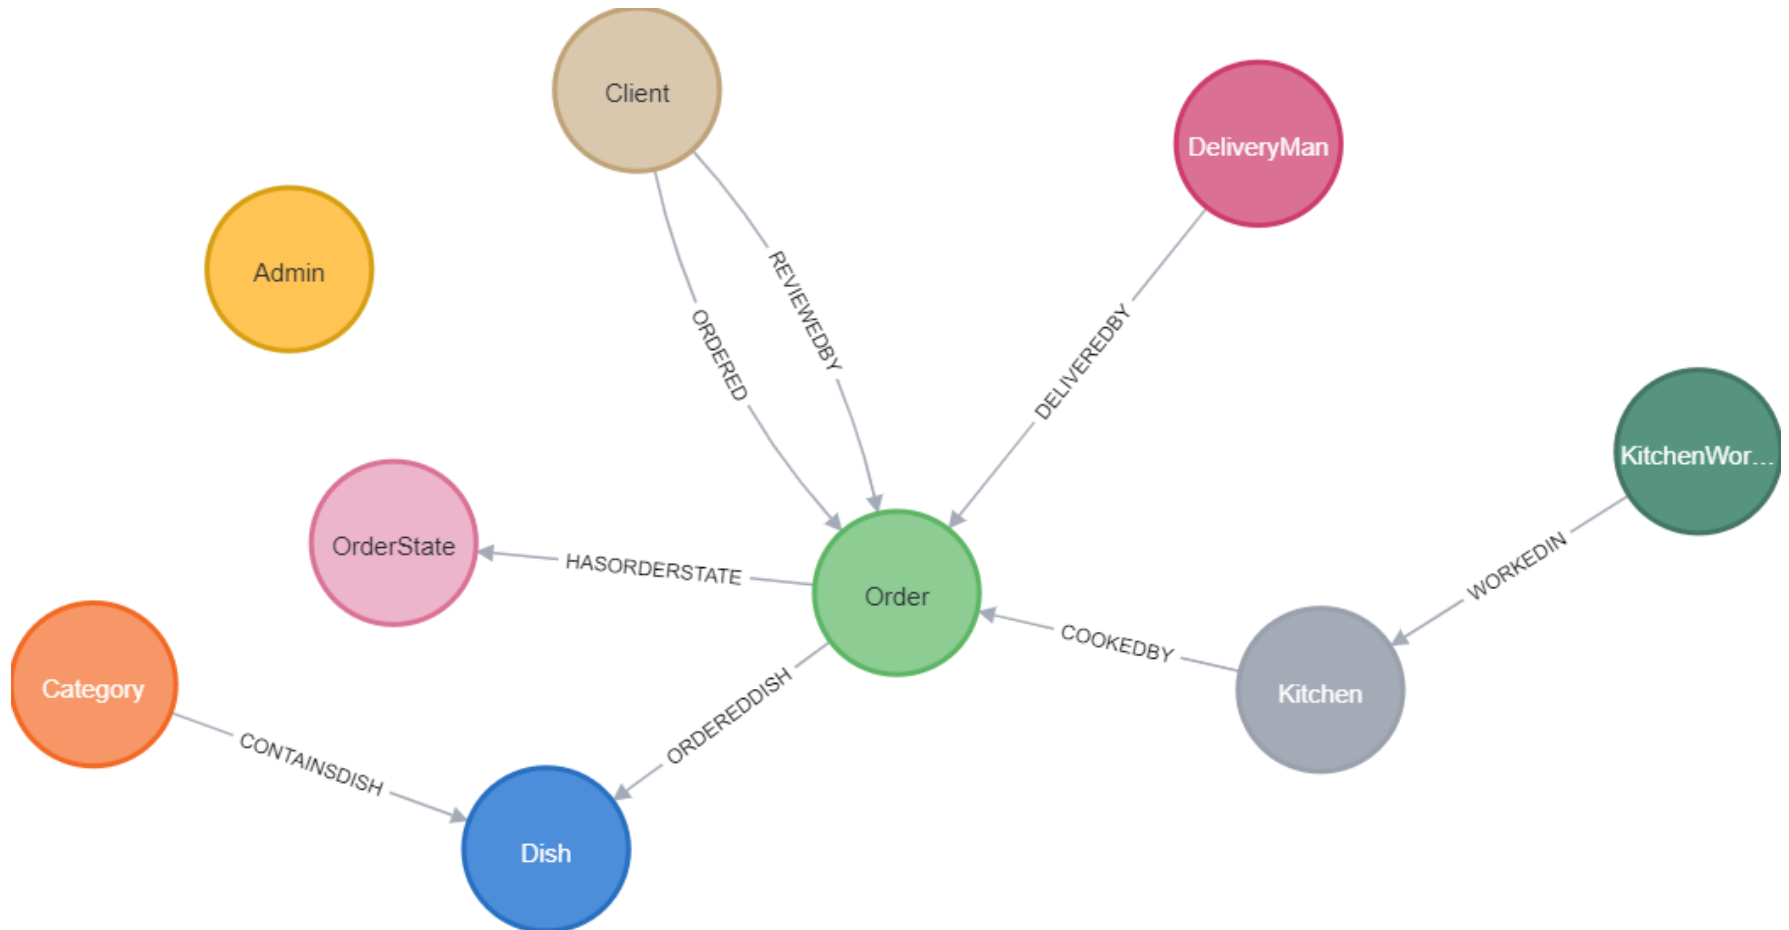 Client
DeliveryMan
Admin
REVIEWEDBY
ORDERED
DELIVEREDBY
KitchenWor...
OrderState
HASORDERSTATE
Order
WORKEDIN
COOKEDBY
Category
Kitchen
ORDEREDDISH
CONTAINSDISH
Dish